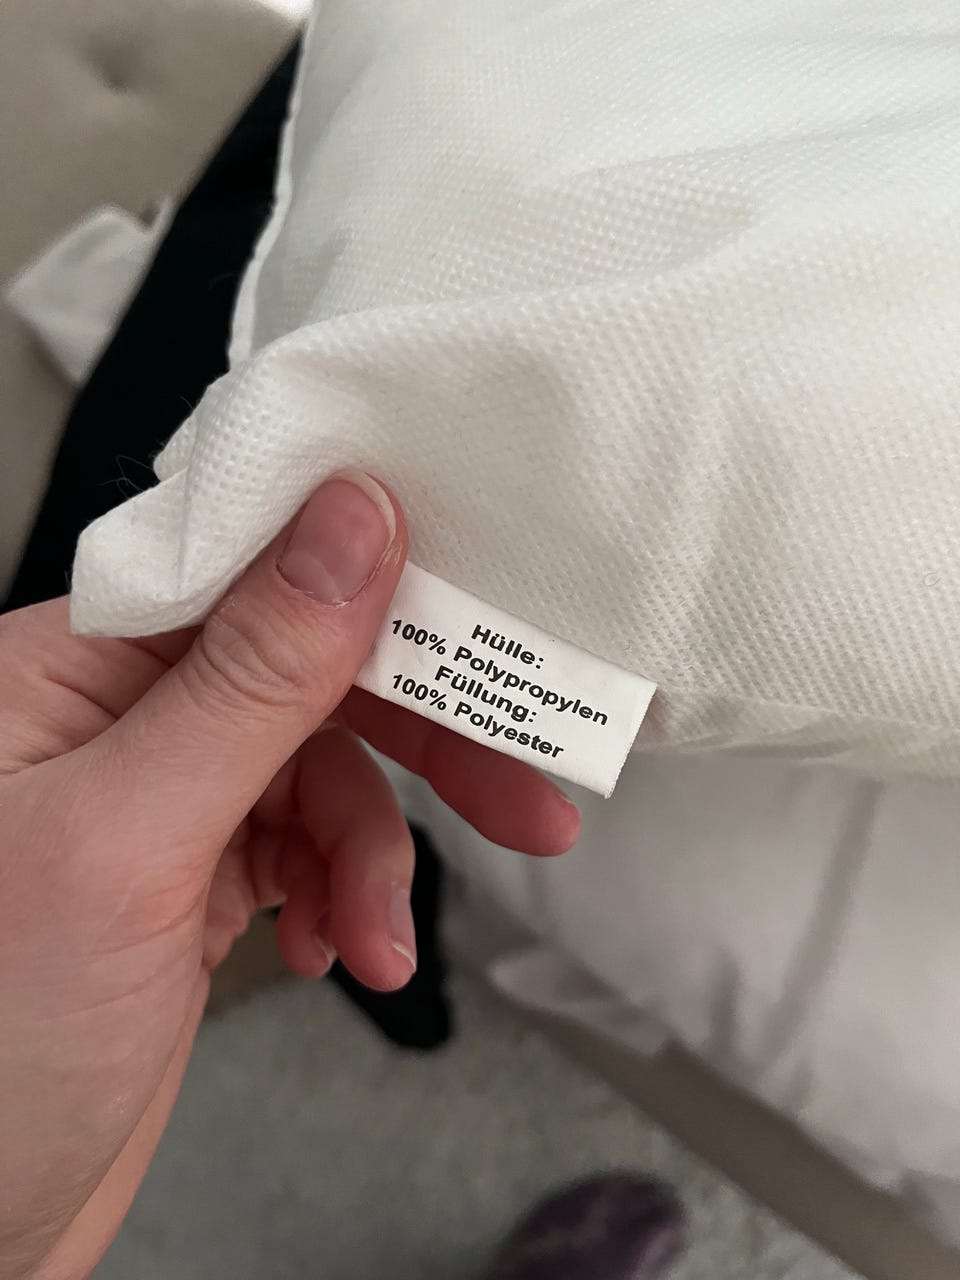 Hülle:
100% Polypropylen
Füllung:
100% Polyester